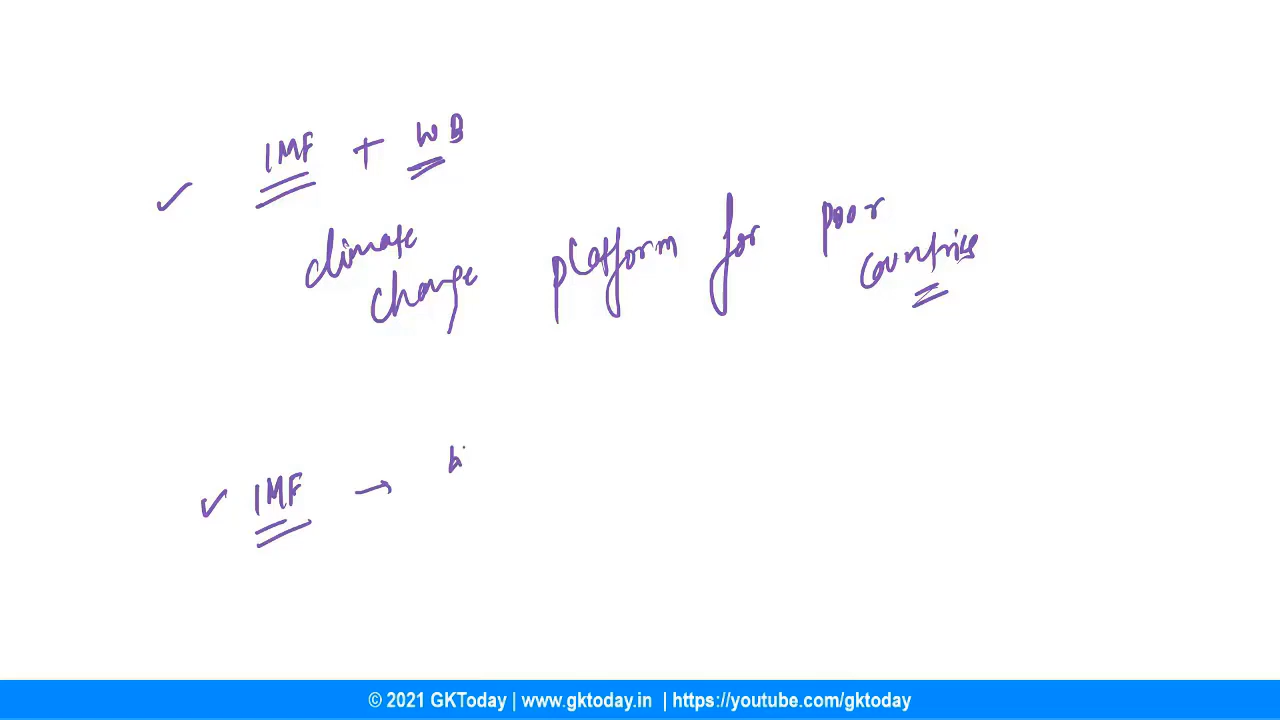 IMF + WB
climate change platform for poor countries
IMF →
© 2021 GKToday | www.gktoday.in | https://youtube.com/gktoday